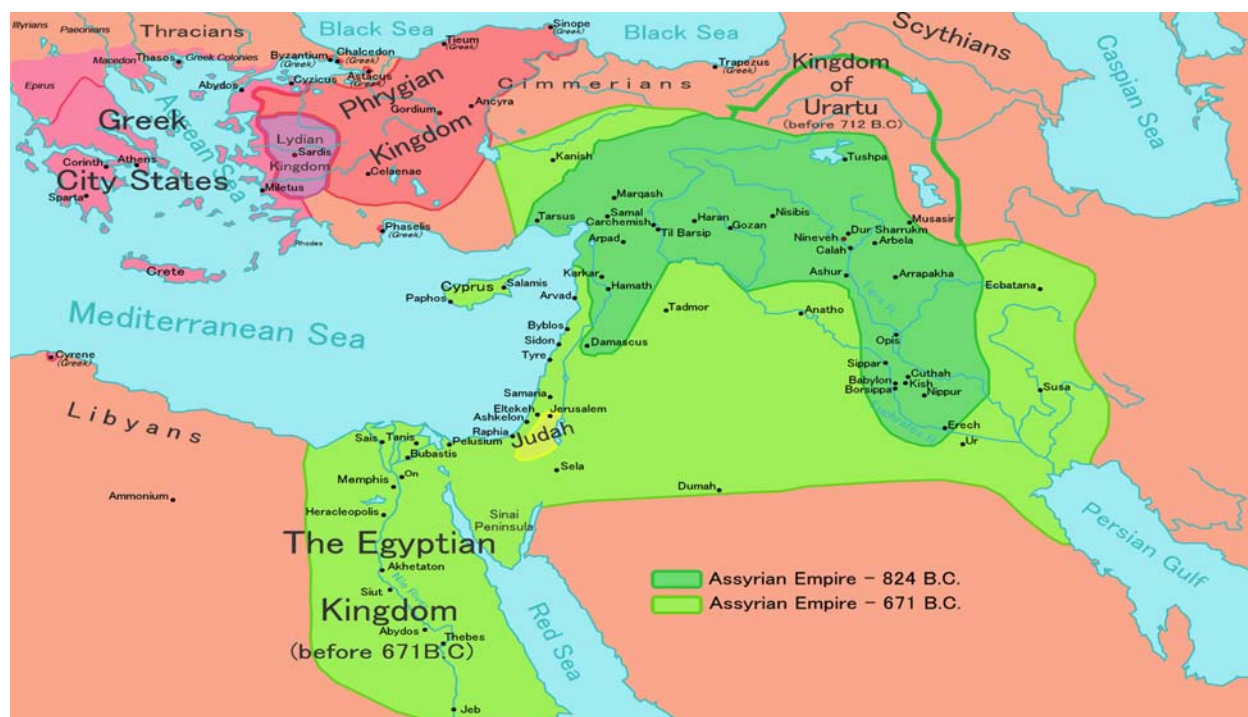 Illyrians
Paeonians
Thracians
Macedon
Thasos
Greek Colonies
Epirus
Abydos
Byzantium
(Greek)
Chalcedon
(Greek)
Astacus
(Greek)
Cyzicus
Black Sea
Tieum
(Greek)
Sinope
(Greek)
Black Sea
Trapezus
(Greek)
Cimmerians
Scythians
Caspian Sea
Kingdom
of
Urartu
(before 712 B.C)
Phrygian
Kingdom
Gordium
Ancyra
Celaenae
Lydian
Kingdom
Sardis
Miletus
Greek
City States
Corinth
Athens
Sparta
Aegean Sea
Rhodes
Crete
Phaselis
(Greek)
Kanish
Tarsus
Marqash
Samal
Carchemish
Til Barsip
Arpad
Haran
Gozan
Nisibis
Tushpa
Musasir
Dur Sharrukm
Nineveh
Calah
Arbela
Ashur
Arrapakha
Ecbatana
Karkar
Hamath
Arvad
Cyprus
Salamis
Paphos
Mediterranean Sea
Byblos
Sidon
Tyre
Damascus
Tadmor
Anatho
Opis
Sippar
Cuthah
Babylon
Kish
Borsippa
Nippur
Susa
Erech
Ur
Euphrates R.
Samaria
Eltekeh
Jerusalem
Ashkelon
Raphia
Judah
Sela
Dumah
Cyrene
(Greek)
Libyans
Ammonium
Sais
Tanis
Pelusium
Bubastis
On
Memphis
Heracleopolis
Sinai
Peninsula
The Egyptian
Kingdom
(before 671B.C)
Akhetaton
Siut
Abydos
Thebes
Jeb
Red Sea
Persian Gulf
Assyrian Empire – 824 B.C.
Assyrian Empire – 671 B.C.